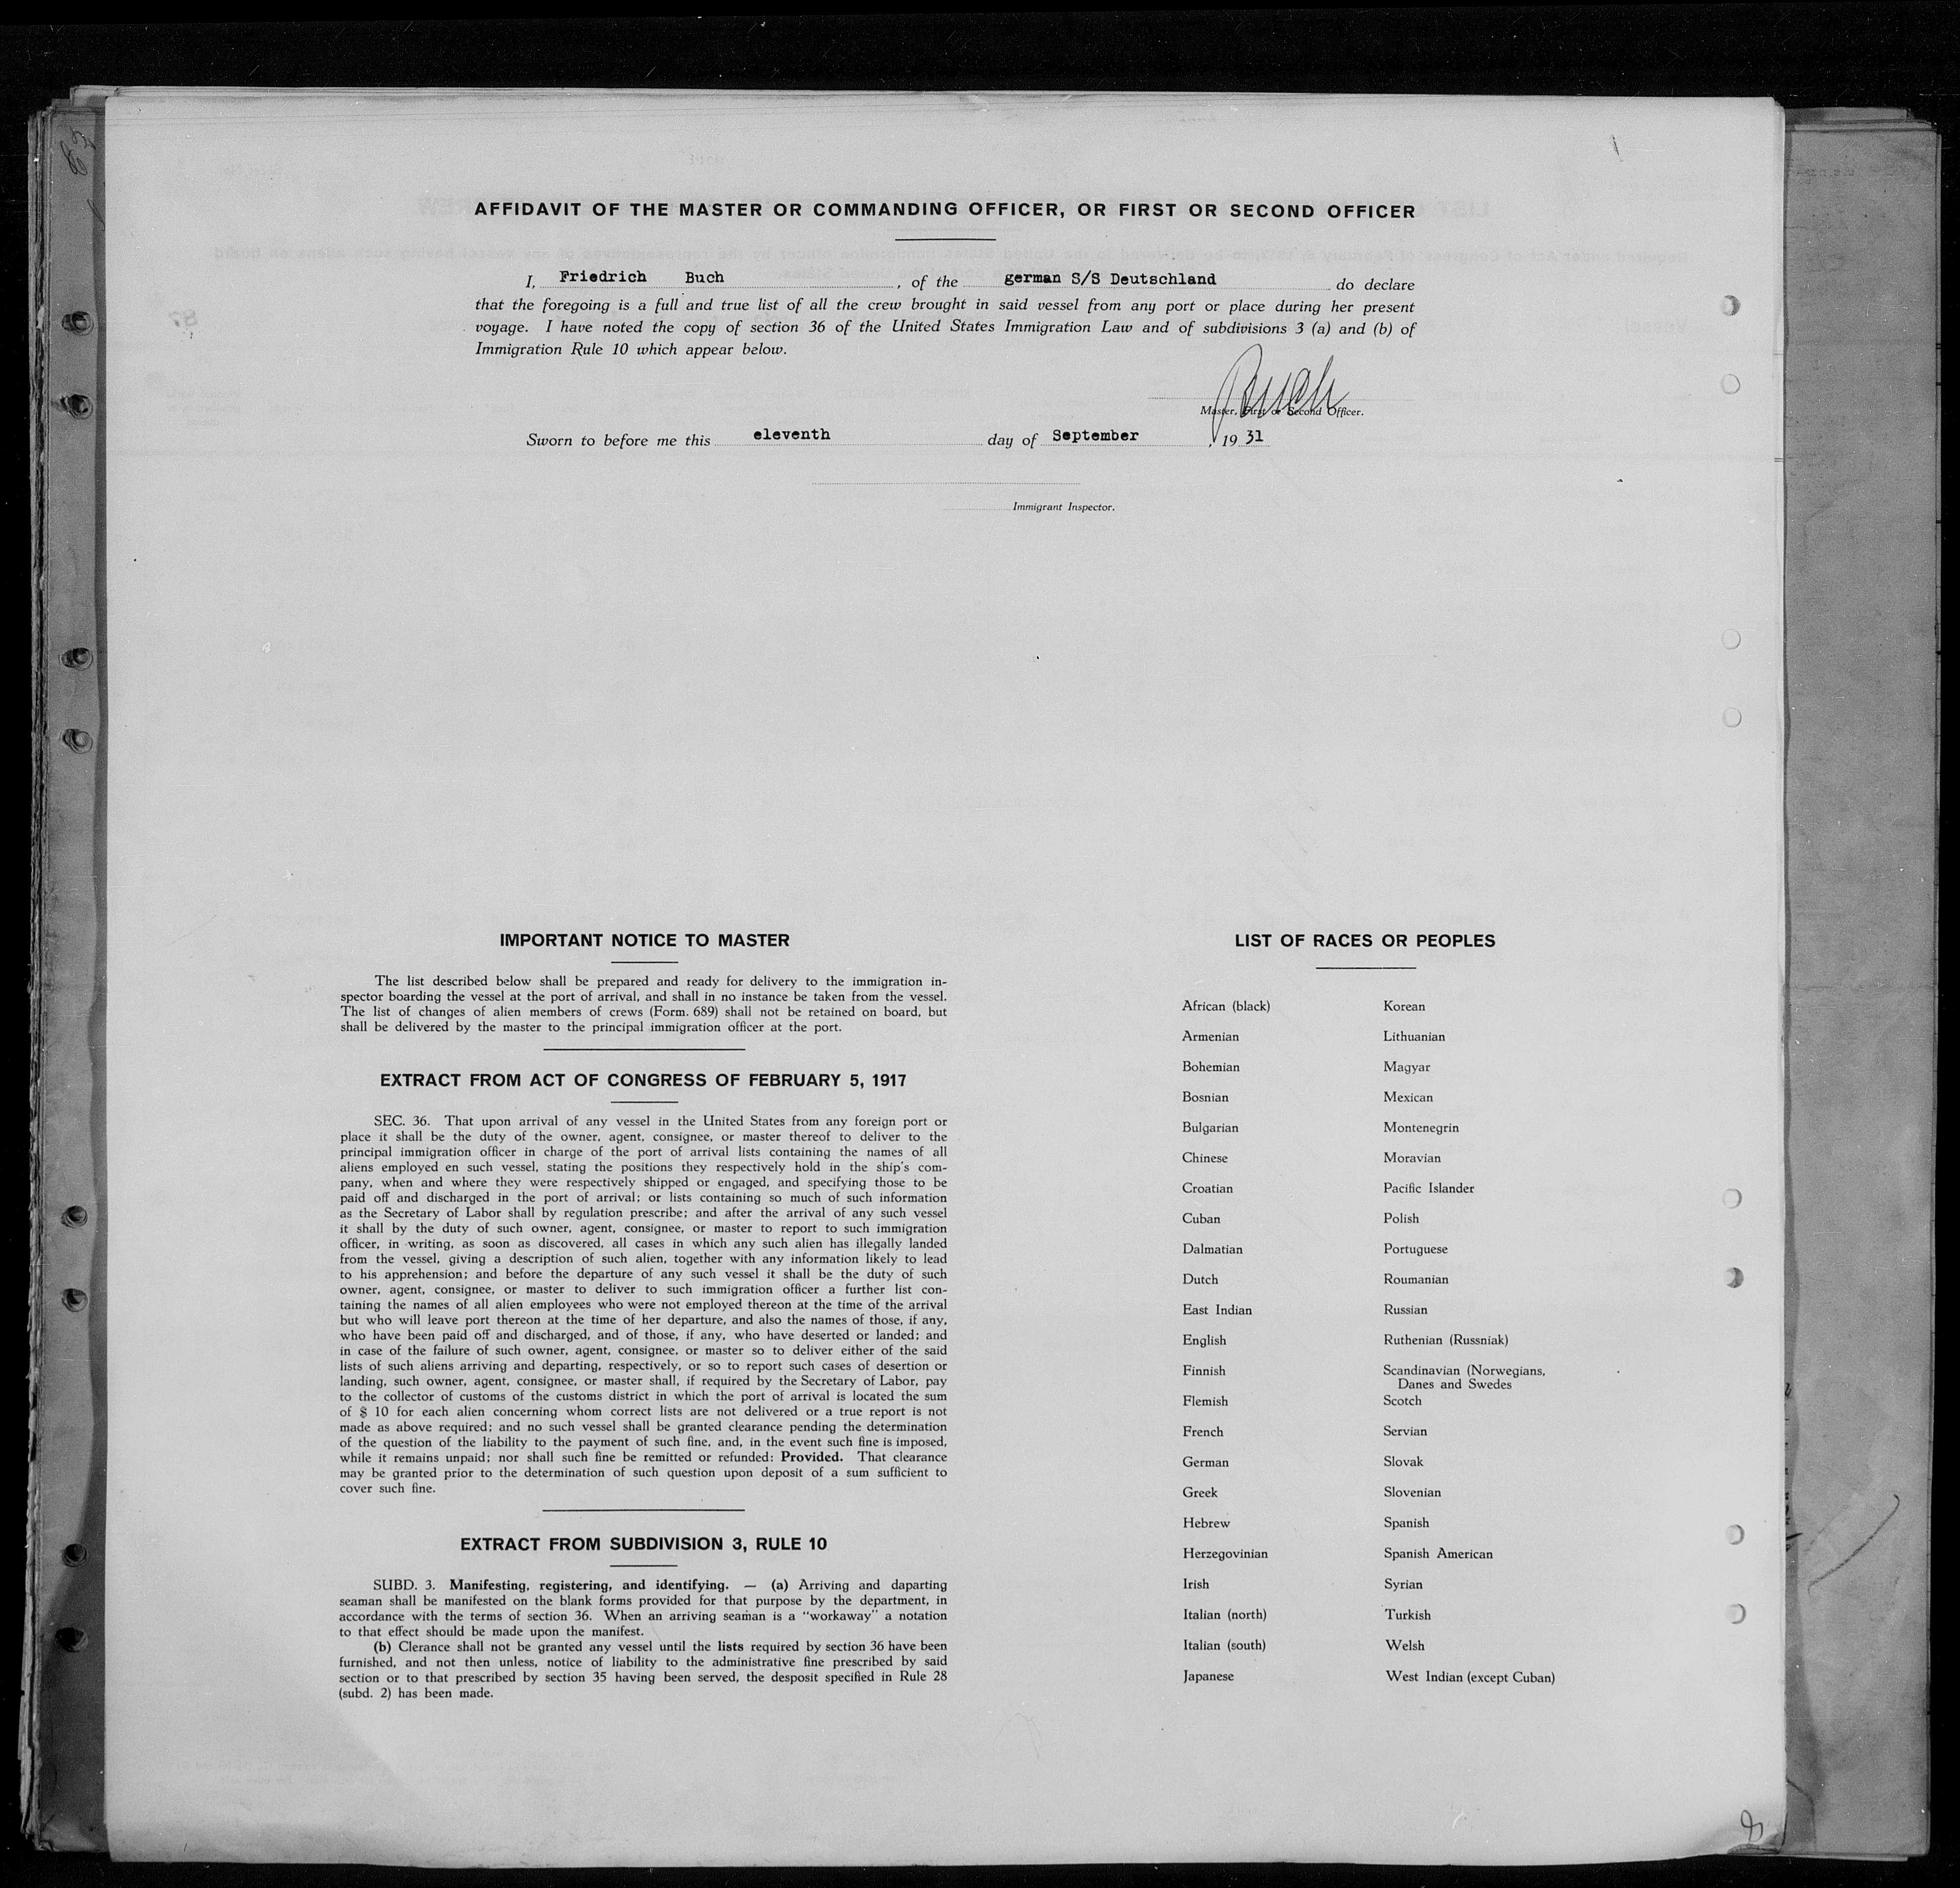 AFFIDAVIT OF THE MASTER OR COMMANDING OFFICER, OR FIRST OR SECOND OFFICER
I, Friedrich Buch, of the german S/S Deutschland do declare
that the foregoing is a full and true list of all the crew brought in said vessel from any port or place during her present
voyage. I have noted the copy of section 36 of the United States Immigration Law and of subdivisions 3 (a) and (b) of
Immigration Rule 10 which appear below.
Buch
Master, First or Second Officer.
Sworn to before me this eleventh day of September, 19 31
Immigrant Inspector.
IMPORTANT NOTICE TO MASTER
The list described below shall be prepared and ready for delivery to the immigration in-
spector boarding the vessel at the port of arrival, and shall in no instance be taken from the vessel.
The list of changes of alien members of crews (Form. 689) shall not be retained on board, but
shall be delivered by the master to the principal immigration officer at the port.
EXTRACT FROM ACT OF CONGRESS OF FEBRUARY 5, 1917
SEC. 36. That upon arrival of any vessel in the United States from any foreign port or
place it shall be the duty of the owner, agent, consignee, or master thereof to deliver to the
principal immigration officer in charge of the port of arrival lists containing the names of all
aliens employed en such vessel, stating the positions they respectively hold in the ship's com-
pany, when and where they were respectively shipped or engaged, and specifying those to be
paid off and discharged in the port of arrival; or lists containing so much of such information
as the Secretary of Labor shall by regulation prescribe; and after the arrival of any such vessel
it shall by the duty of such owner, agent, consignee, or master to report to such immigration
officer, in writing, as soon as discovered, all cases in which any such alien has illegally landed
from the vessel, giving a description of such alien, together with any information likely to lead
to his apprehension; and before the departure of any such vessel it shall be the duty of such
owner, agent, consignee, or master to deliver to such immigration officer a further list con-
taining the names of all alien employees who were not employed thereon at the time of the arrival
but who will leave port thereon at the time of her departure, and also the names of those, if any,
who have been paid off and discharged, and of those, if any, who have deserted or landed; and
in case of the failure of such owner, agent, consignee, or master so to deliver either of the said
lists of such aliens arriving and departing, respectively, or so to report such cases of desertion or
landing, such owner, agent, consignee, or master shall, if required by the Secretary of Labor, pay
to the collector of customs of the customs district in which the port of arrival is located the sum
of $ 10 for each alien concerning whom correct lists are not delivered or a true report is not
made as above required; and no such vessel shall be granted clearance pending the determination
of the question of the liability to the payment of such fine, and, in the event such fine is imposed,
while it remains unpaid; nor shall such fine be remitted or refunded: Provided. That clearance
may be granted prior to the determination of such question upon deposit of a sum sufficient to
cover such fine.
EXTRACT FROM SUBDIVISION 3, RULE 10
SUBD. 3. Manifesting, registering, and identifying. — (a) Arriving and daparting
seaman shall be manifested on the blank forms provided for that purpose by the department, in
accordance with the terms of section 36. When an arriving seaman is a "workaway" a notation
to that effect should be made upon the manifest.
(b) Clerance shall not be granted any vessel until the lists required by section 36 have been
furnished, and not then unless, notice of liability to the administrative fine prescribed by said
section or to that prescribed by section 35 having been served, the desposit specified in Rule 28
(subd. 2) has been made.
LIST OF RACES OR PEOPLES
African (black)
Armenian
Bohemian
Bosnian
Bulgarian
Chinese
Croatian
Cuban
Dalmatian
Dutch
East Indian
English
Finnish
Flemish
French
German
Greek
Hebrew
Herzegovinian
Irish
Italian (north)
Italian (south)
Japanese
Korean
Lithuanian
Magyar
Mexican
Montenegrin
Moravian
Pacific Islander
Polish
Portuguese
Roumanian
Russian
Ruthenian (Russniak)
Scandinavian (Norwegians,
Danes and Swedes
Scotch
Servian
Slovak
Slovenian
Spanish
Spanish American
Syrian
Turkish
Welsh
West Indian (except Cuban)